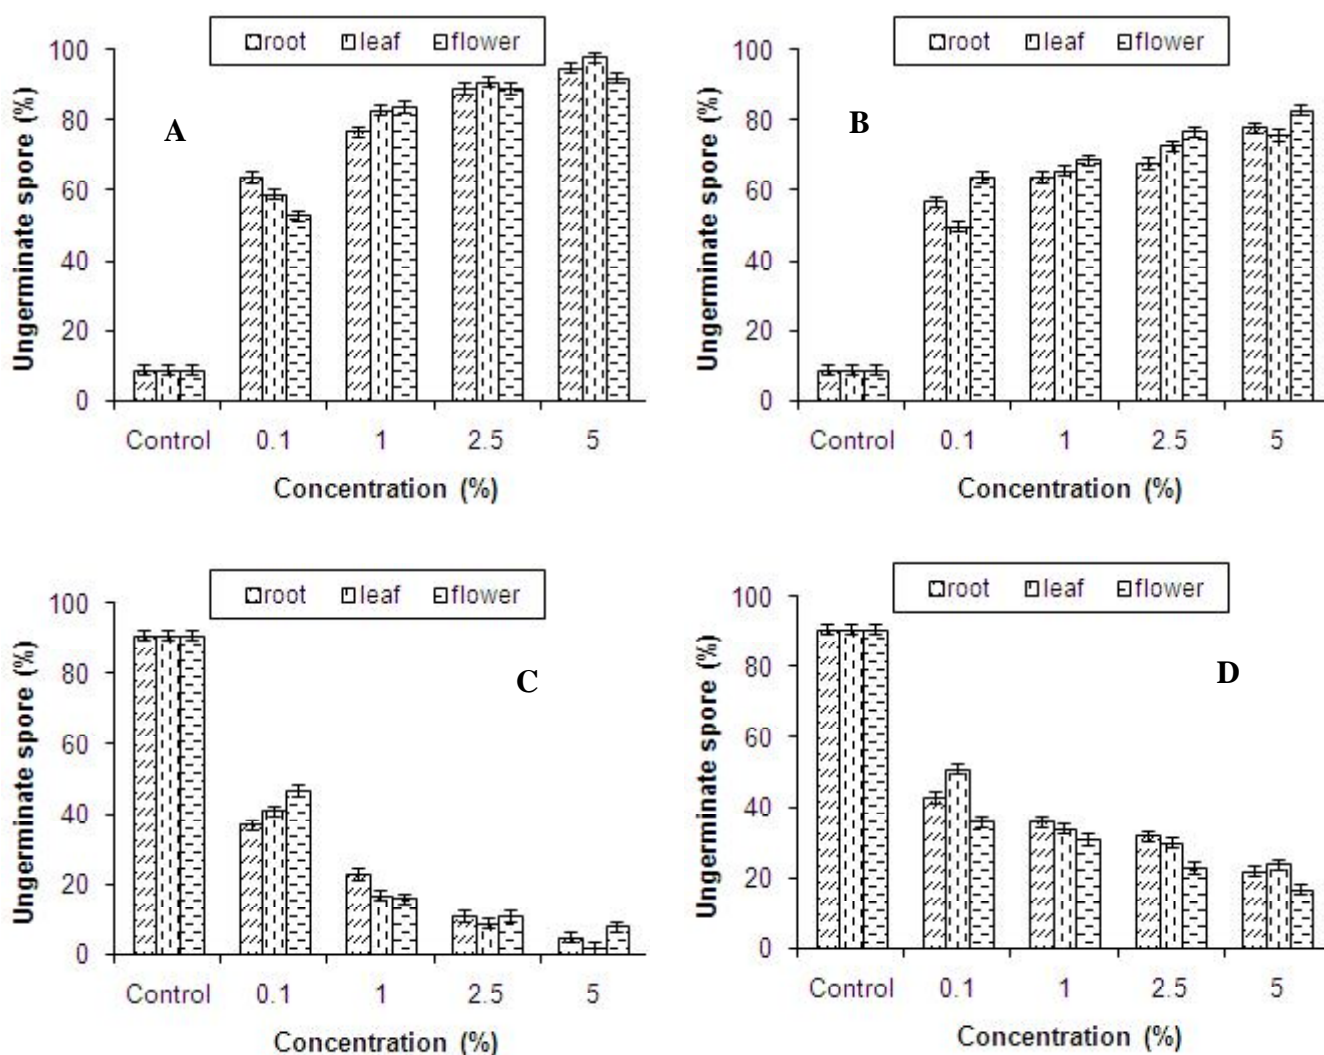 root leaf flower
100
80
60
40
20
0
Ungerminate spore (%)
A
Control 0.1 1 2.5 5
Concentration (%)
root leaf flower
100
80
60
40
20
0
Ungerminate spore (%)
B
Control 0.1 1 2.5 5
Concentration (%)
root leaf flower
100
80
60
40
20
0
Ungerminate spore (%)
C
Control 0.1 1 2.5 5
Concentration (%)
root leaf flower
100
80
60
40
20
0
Ungerminate spore (%)
D
Control 0.1 1 2.5 5
Concentration (%)